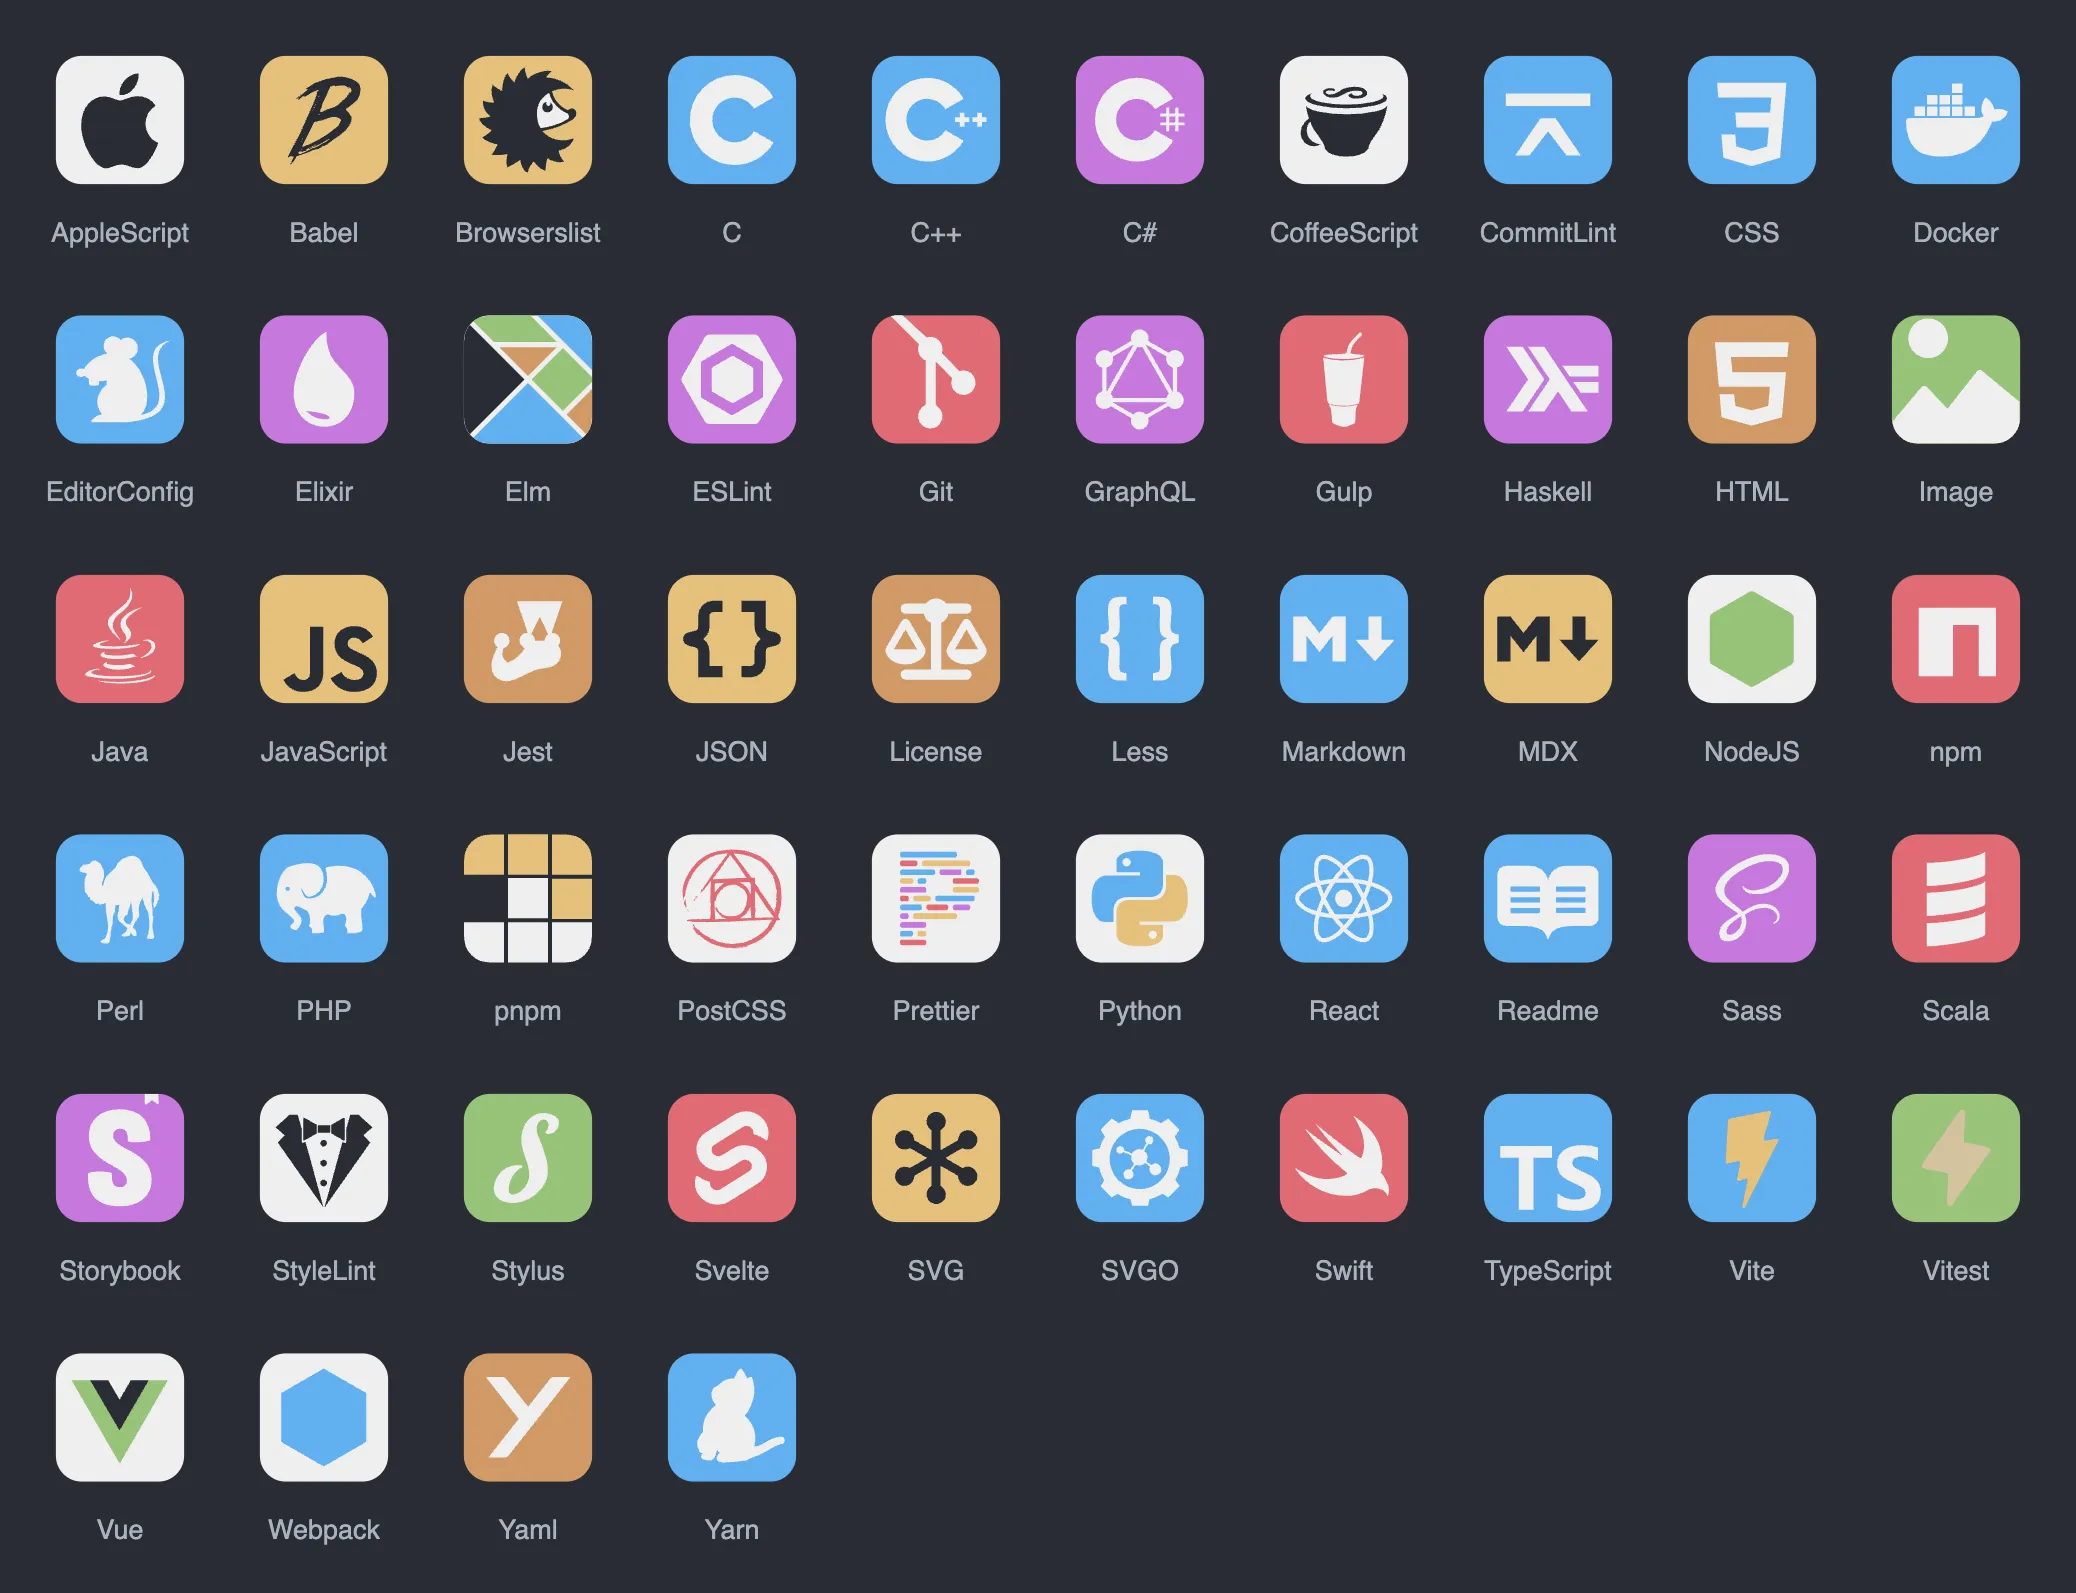 AppleScript Babel Browserslist C C++ C# CoffeeScript CommitLint CSS Docker
EditorConfig Elixir Elm ESLint Git GraphQL Gulp Haskell HTML Image
JS M M
Java JavaScript Jest JSON License Less Markdown MDX NodeJS npm
Perl PHP pnpm PostCSS Prettier Python React Readme Sass Scala
TS
Storybook StyleLint Stylus Svelte SVG SVGO Swift TypeScript Vite Vitest
Vue Webpack Yaml Yarn